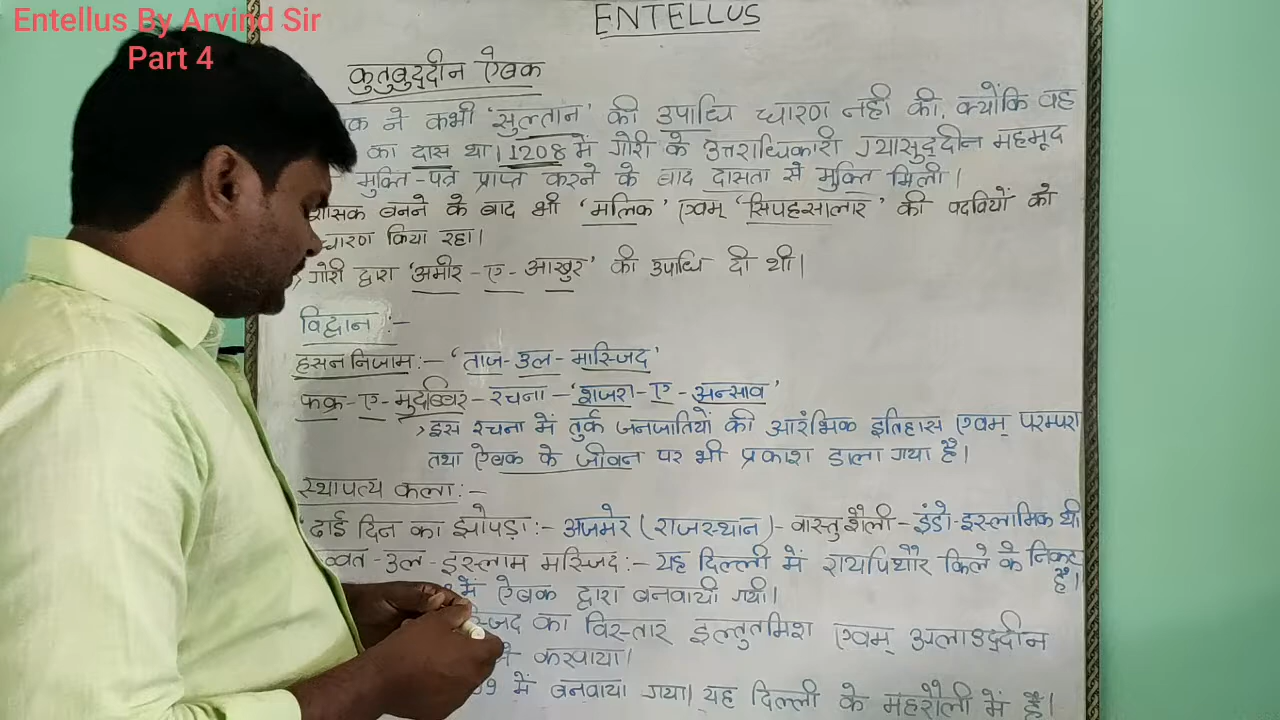 Entellus By Arvind Sir
Part 4
ENTELLUS
कुतुबुद्दीन ऐबक
क ने कभी 'सुल्तान' की उपाधि धारण नही की, क्योंकि वह
का दास था। 1208 में गोरी के उत्तराधिकारी ग्यासुद्दीन महमूद
मुक्ति-पत्र प्राप्त करने के बाद दासता से मुक्ति मिली।
शासक बनने के बाद भी 'मलिक' एवम् 'सिपहसालार' की पदवियों को
धारण किया रहा।
गोरी द्वारा 'अमीर-ए-आखुर' की उपाधि दी थी।
विद्वान :-
हसन निजाम :- 'ताज-उल-मास्जिद'
फक्र-ए-मुदब्बिर - रचना - 'शजरा-ए-अन्साव'
इस रचना में तुर्क जनजातियों की आरंभिक इतिहास एवम् परम्परा
तथा ऐबक के जीवन पर भी प्रकाश डाला गया है।
स्थापत्य कला :-
ढाई दिन का झोपड़ा :- अजमेर (राजस्थान) - वास्तु शैली - इंडो-इस्लामिक थी
व्वत-उल-इस्लाम मस्जिद :- यह दिल्ली में रायपिथौर किले के निकट है।
में ऐबक द्वारा बनवायी गयी।
स्जिद का विस्तार इल्तुतमिश एवम् अलाउद्दीन
ने करवाया।
में बनवाया गया। यह दिल्ली के महरौली में है।